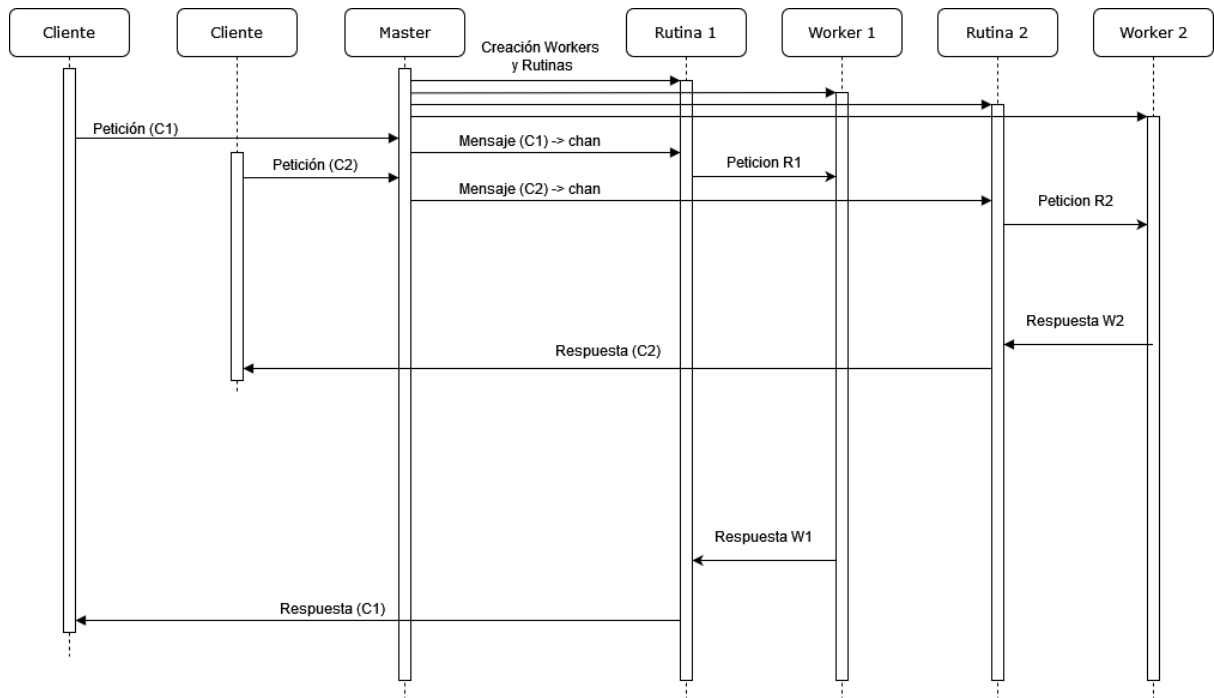 Cliente
Cliente
Master
Rutina 1
Worker 1
Rutina 2
Worker 2
Creación Workers
y Rutinas
Petición (C1)
Mensaje (C1) -> chan
Petición (C2)
Peticion R1
Mensaje (C2) -> chan
Peticion R2
Respuesta W2
Respuesta (C2)
Respuesta W1
Respuesta (C1)